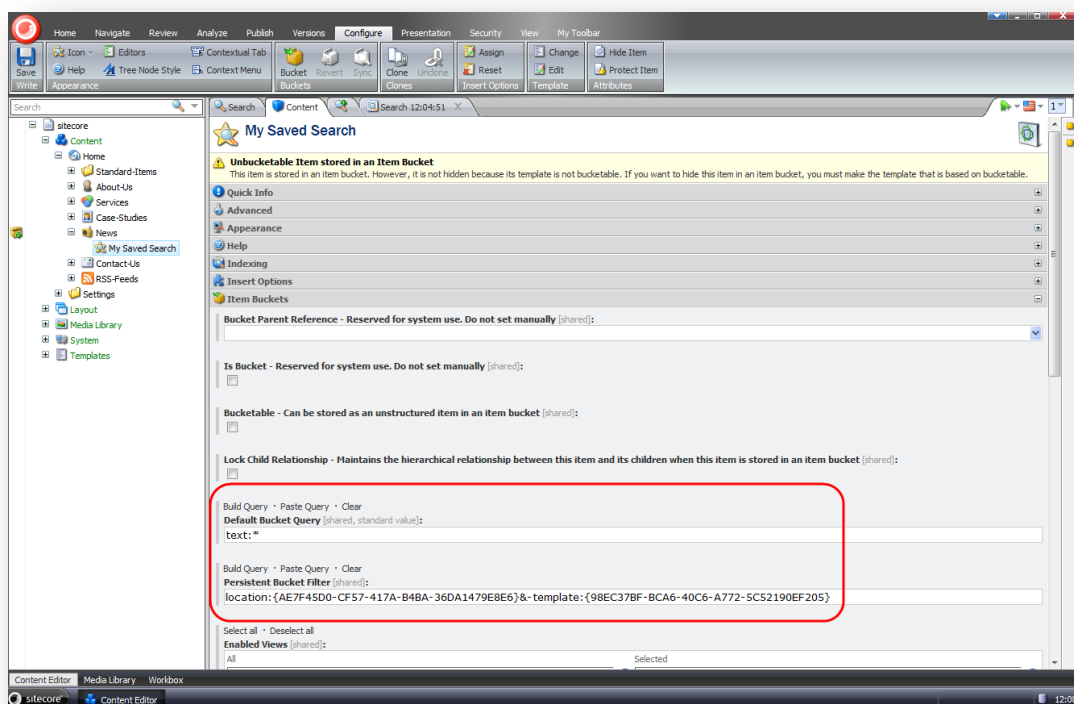 Home Navigate Review Analyze Publish Versions Configure Presentation Security View My Toolbar
Save
Write
Icon Editors
Help Tree Node Style
Contextual Tab
Context Menu
Appearance
Bucket Revert Sync
Buckets
Clone Unclone
Clones
Assign
Reset
Insert Options
Change
Edit
Template
Hide Item
Protect Item
Attributes
Search
Search Content Search 12:04:51
1
sitecore
Content
Home
Standard-Items
About-Us
Services
Case-Studies
News
My Saved Search
Contact-Us
RSS-Feeds
Settings
Layout
Media Library
System
Templates
My Saved Search
Unbucketable Item stored in an Item Bucket
This item is stored in an item bucket. However, it is not hidden because its template is not bucketable. If you want to hide this item in an item bucket, you must make the template that is based on bucketable.
Quick Info
Advanced
Appearance
Help
Indexing
Insert Options
Item Buckets
Bucket Parent Reference - Reserved for system use. Do not set manually [shared]:
Is Bucket - Reserved for system use. Do not set manually [shared]:
Bucketable - Can be stored as an unstructured item in an item bucket [shared]:
Lock Child Relationship - Maintains the hierarchical relationship between this item and its children when this item is stored in an item bucket [shared]:
Build Query · Paste Query · Clear
Default Bucket Query [shared, standard value]:
text:*
Build Query · Paste Query · Clear
Persistent Bucket Filter [shared]:
location:{AE7F45D0-CF57-417A-B4BA-36DA1479E8E6}&-template:{98EC37BF-BCA6-40C6-A772-5C52190EF205}
Select all · Deselect all
Enabled Views [shared]:
All Selected
Content Editor Media Library Workbox
sitecore Content Editor